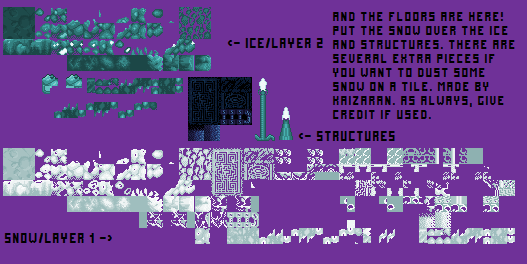 AND THE FLOORS ARE HERE!
PUT THE SNOW OVER THE ICE
AND STRUCTURES. THERE ARE
SEVERAL EXTRA PIECES IF
YOU WANT TO DUST SOME
SNOW ON A TILE. MADE BY
KAIZARAN. AS ALWAYS, GIVE
CREDIT IF USED.
<- ICE/LAYER 2
<- STRUCTURES
SNOW/LAYER 1 ->